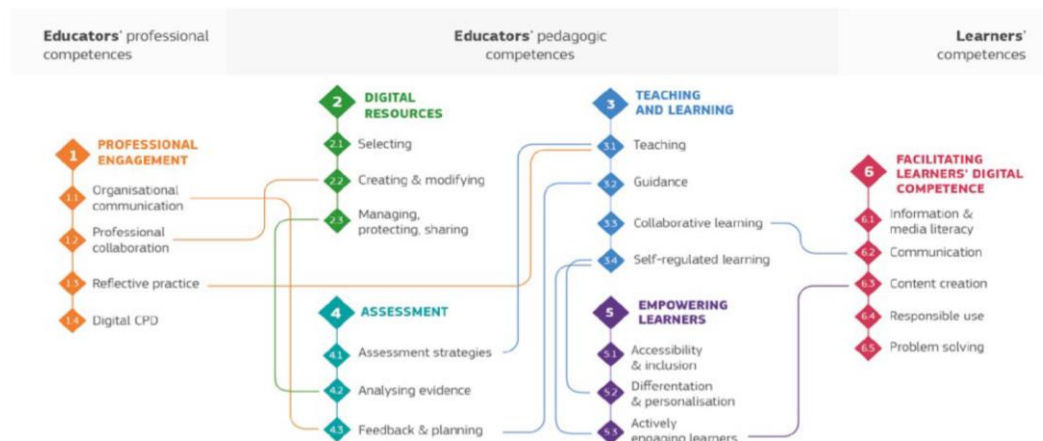 Educators' professional
competences
Educators' pedagogic
competences
Learners'
competences
1
PROFESSIONAL
ENGAGEMENT
1.1
Organisational
communication
1.2
Professional
collaboration
1.3
Reflective practice
1.4
Digital CPD
2
DIGITAL
RESOURCES
2.1
Selecting
2.2
Creating & modifying
2.3
Managing,
protecting, sharing
3
TEACHING
AND LEARNING
3.1
Teaching
3.2
Guidance
3.3
Collaborative learning
3.4
Self-regulated learning
4
ASSESSMENT
4.1
Assessment strategies
4.2
Analysing evidence
4.3
Feedback & planning
5
EMPOWERING
LEARNERS
5.1
Accessibility
& inclusion
5.2
Differentation
& personalisation
5.3
Actively
engaging learners
6
FACILITATING
LEARNERS' DIGITAL
COMPETENCE
6.1
Information &
media literacy
6.2
Communication
6.3
Content creation
6.4
Responsible use
6.5
Problem solving